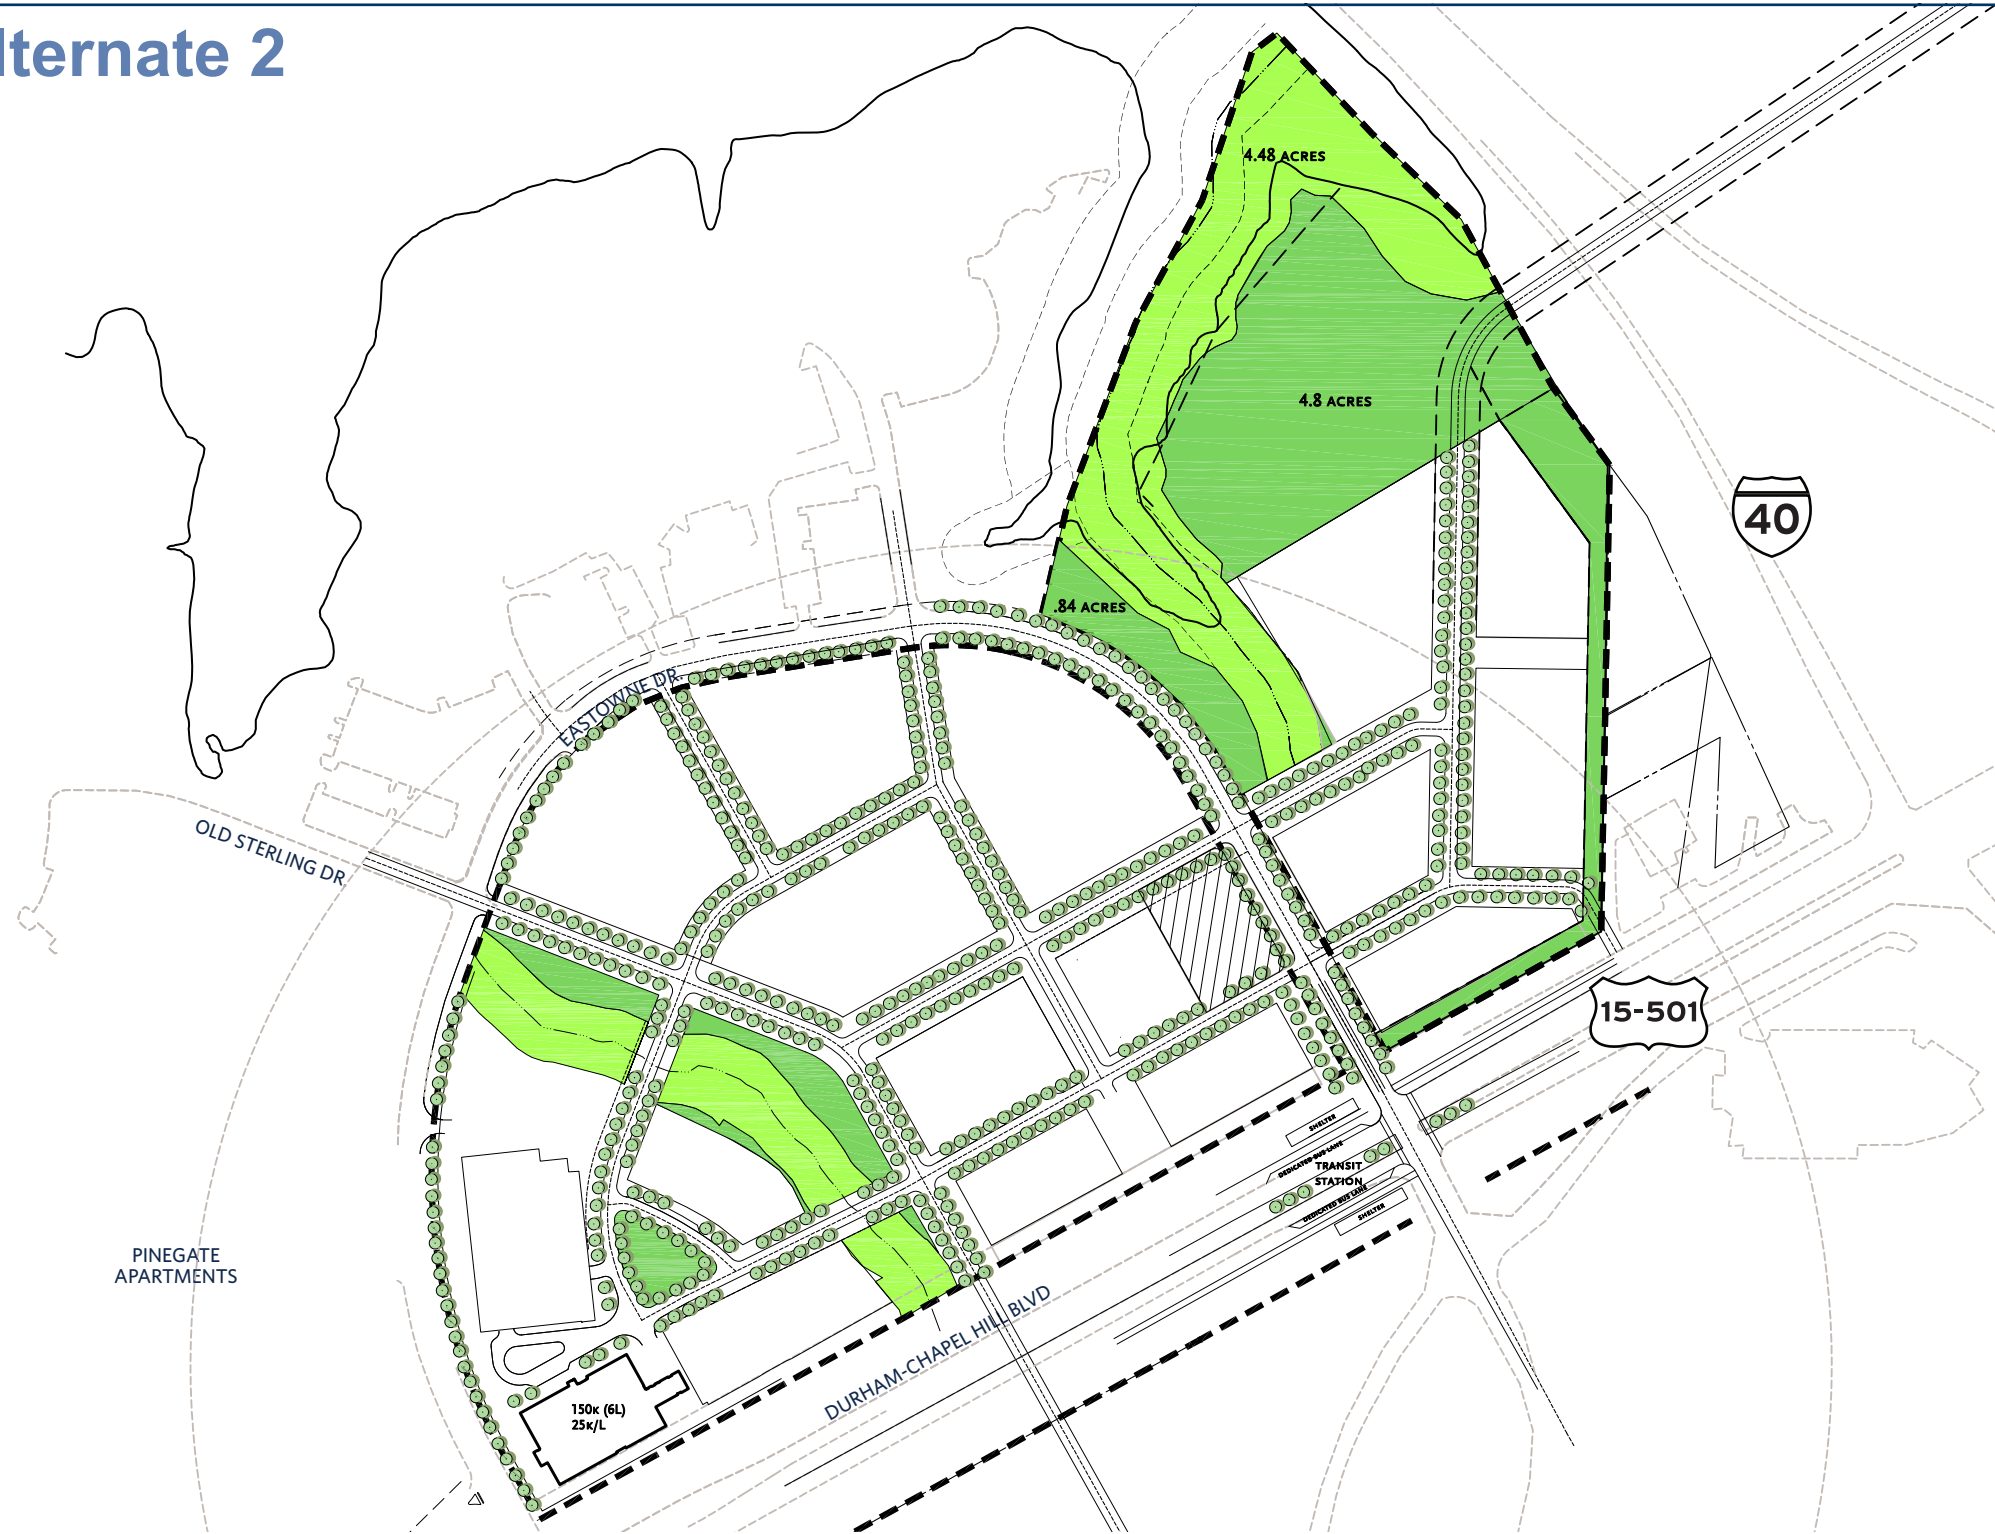 lternate 2
4.48 ACRES
4.8 ACRES
.84 ACRES
40
EASTOWNE DR.
OLD STERLING DR.
15-501
SHELTER
DEDICATED BUS LANE
TRANSIT
STATION
DEDICATED BUS LANE
SHELTER
PINEGATE
APARTMENTS
DURHAM-CHAPEL HILL BLVD
150K (6L)
25K/L